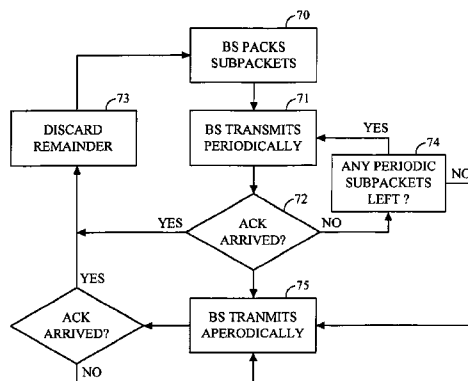 70
BS PACKS
SUBPACKETS
73
DISCARD
REMAINDER
71
BS TRANSMITS
PERIODICALLY
YES
74
ANY PERIODIC
SUBPACKETS
LEFT ?
NO
72
YES
ACK
ARRIVED?
NO
YES
75
ACK
ARRIVED?
BS TRANMITS
APERODICALLY
NO